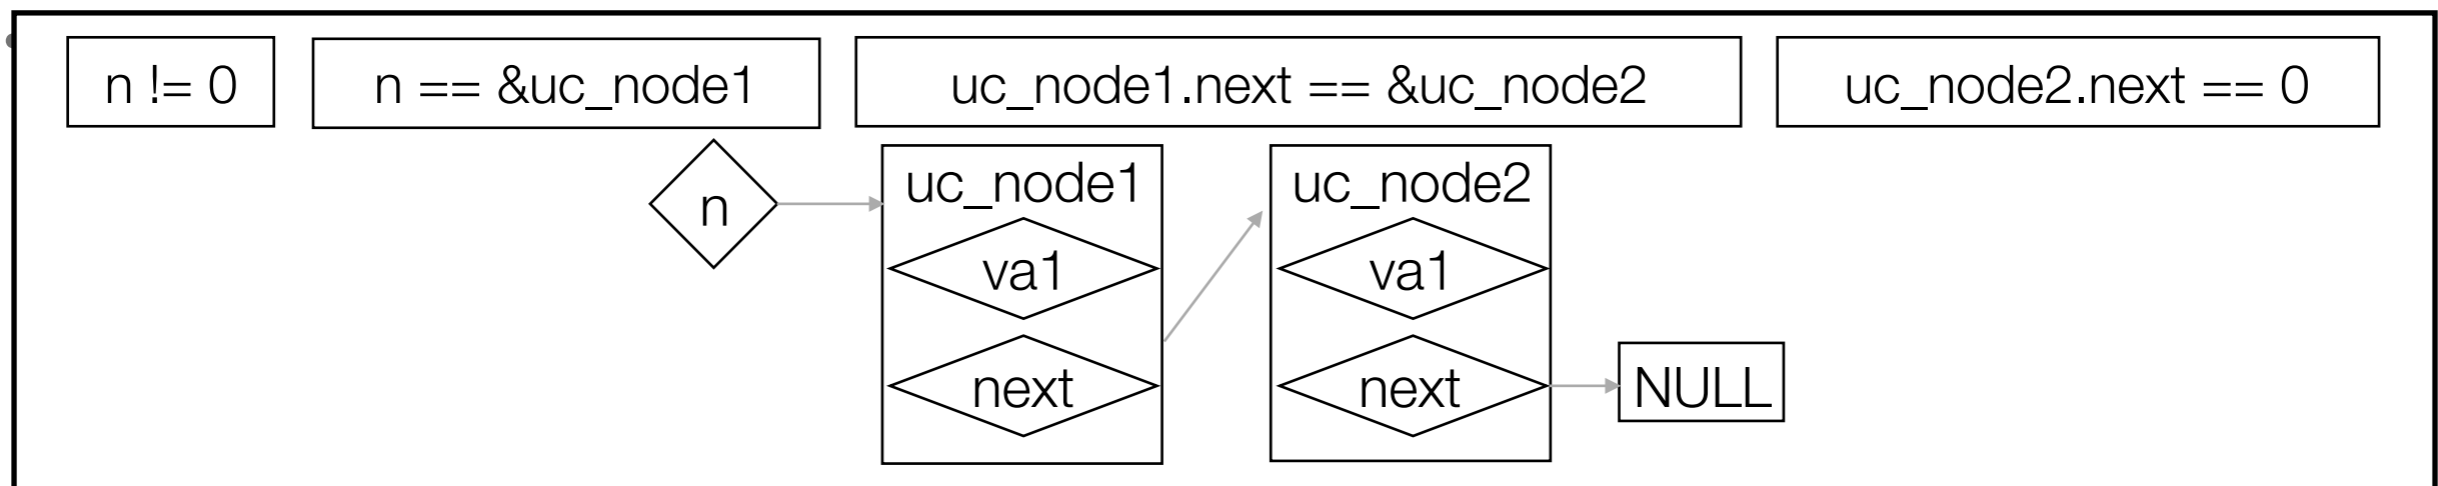 n != 0
n == &uc_node1
uc_node1.next == &uc_node2
uc_node2.next == 0
n
uc_node1
va1
next
uc_node2
va1
next
NULL